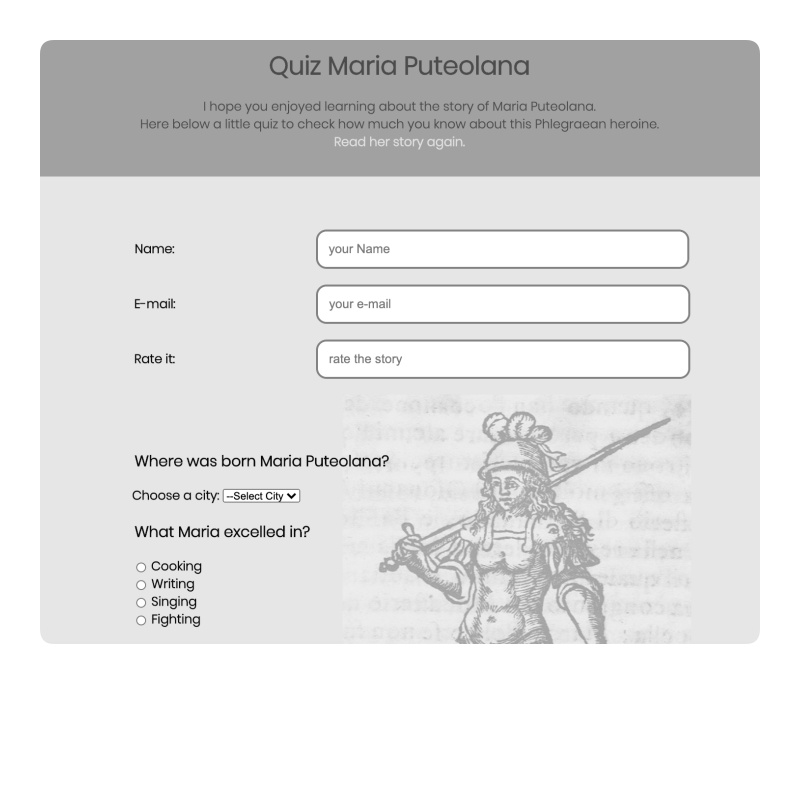 Quiz Maria Puteolana
I hope you enjoyed learning about the story of Maria Puteolana.
Here below a little quiz to check how much you know about this Phlegraean heroine.
Read her story again.
Name:
your Name
E-mail:
your e-mail
Rate it:
rate the story
Where was born Maria Puteolana?
Choose a city:
--Select City
What Maria excelled in?
Cooking
Writing
Singing
Fighting